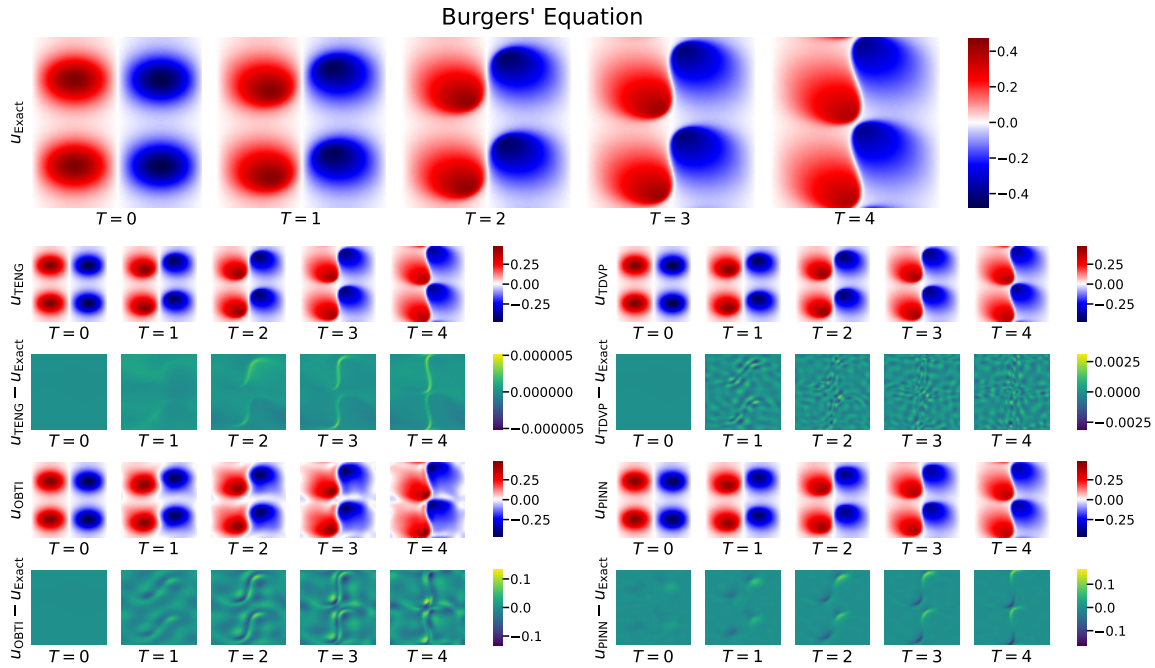 Burgers' Equation
u_Exact
0.4
0.2
0.0
−0.2
−0.4
T = 0 T = 1 T = 2 T = 3 T = 4
u_TENG
0.25
0.00
−0.25
T = 0 T = 1 T = 2 T = 3 T = 4
u_TDVP
0.25
0.00
−0.25
T = 0 T = 1 T = 2 T = 3 T = 4
u_TENG − u_Exact
0.000005
0.000000
−0.000005
T = 0 T = 1 T = 2 T = 3 T = 4
u_TDVP − u_Exact
0.0025
0.0000
−0.0025
T = 0 T = 1 T = 2 T = 3 T = 4
u_OBTI
0.25
0.00
−0.25
T = 0 T = 1 T = 2 T = 3 T = 4
u_PINN
0.25
0.00
−0.25
T = 0 T = 1 T = 2 T = 3 T = 4
u_OBTI − u_Exact
0.1
0.0
−0.1
T = 0 T = 1 T = 2 T = 3 T = 4
u_PINN − u_Exact
0.1
0.0
−0.1
T = 0 T = 1 T = 2 T = 3 T = 4